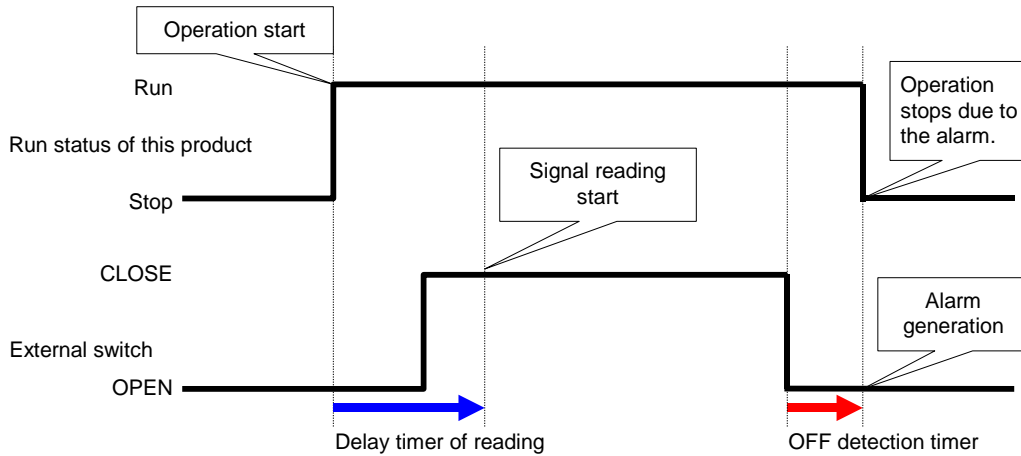 Operation start
Run
Operation
stops due to
the alarm.
Run status of this product
Signal reading
start
Stop
CLOSE
Alarm
generation
External switch
OPEN
Delay timer of reading
OFF detection timer